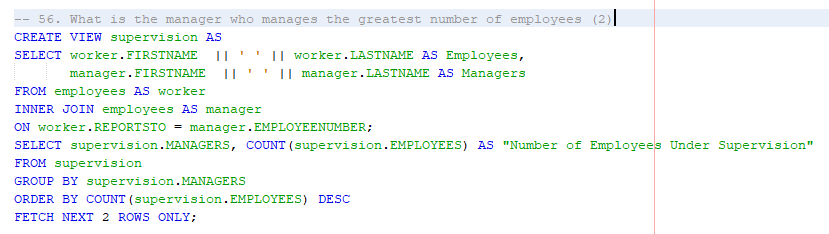 -- 56. What is the manager who manages the greatest number of employees (2)
CREATE VIEW supervision AS
SELECT worker.FIRSTNAME || ' ' || worker.LASTNAME AS Employees,
manager.FIRSTNAME || ' ' || manager.LASTNAME AS Managers
FROM employees AS worker
INNER JOIN employees AS manager
ON worker.REPORTSTO = manager.EMPLOYEENUMBER;
SELECT supervision.MANAGERS, COUNT(supervision.EMPLOYEES) AS "Number of Employees Under Supervision"
FROM supervision
GROUP BY supervision.MANAGERS
ORDER BY COUNT(supervision.EMPLOYEES) DESC
FETCH NEXT 2 ROWS ONLY;